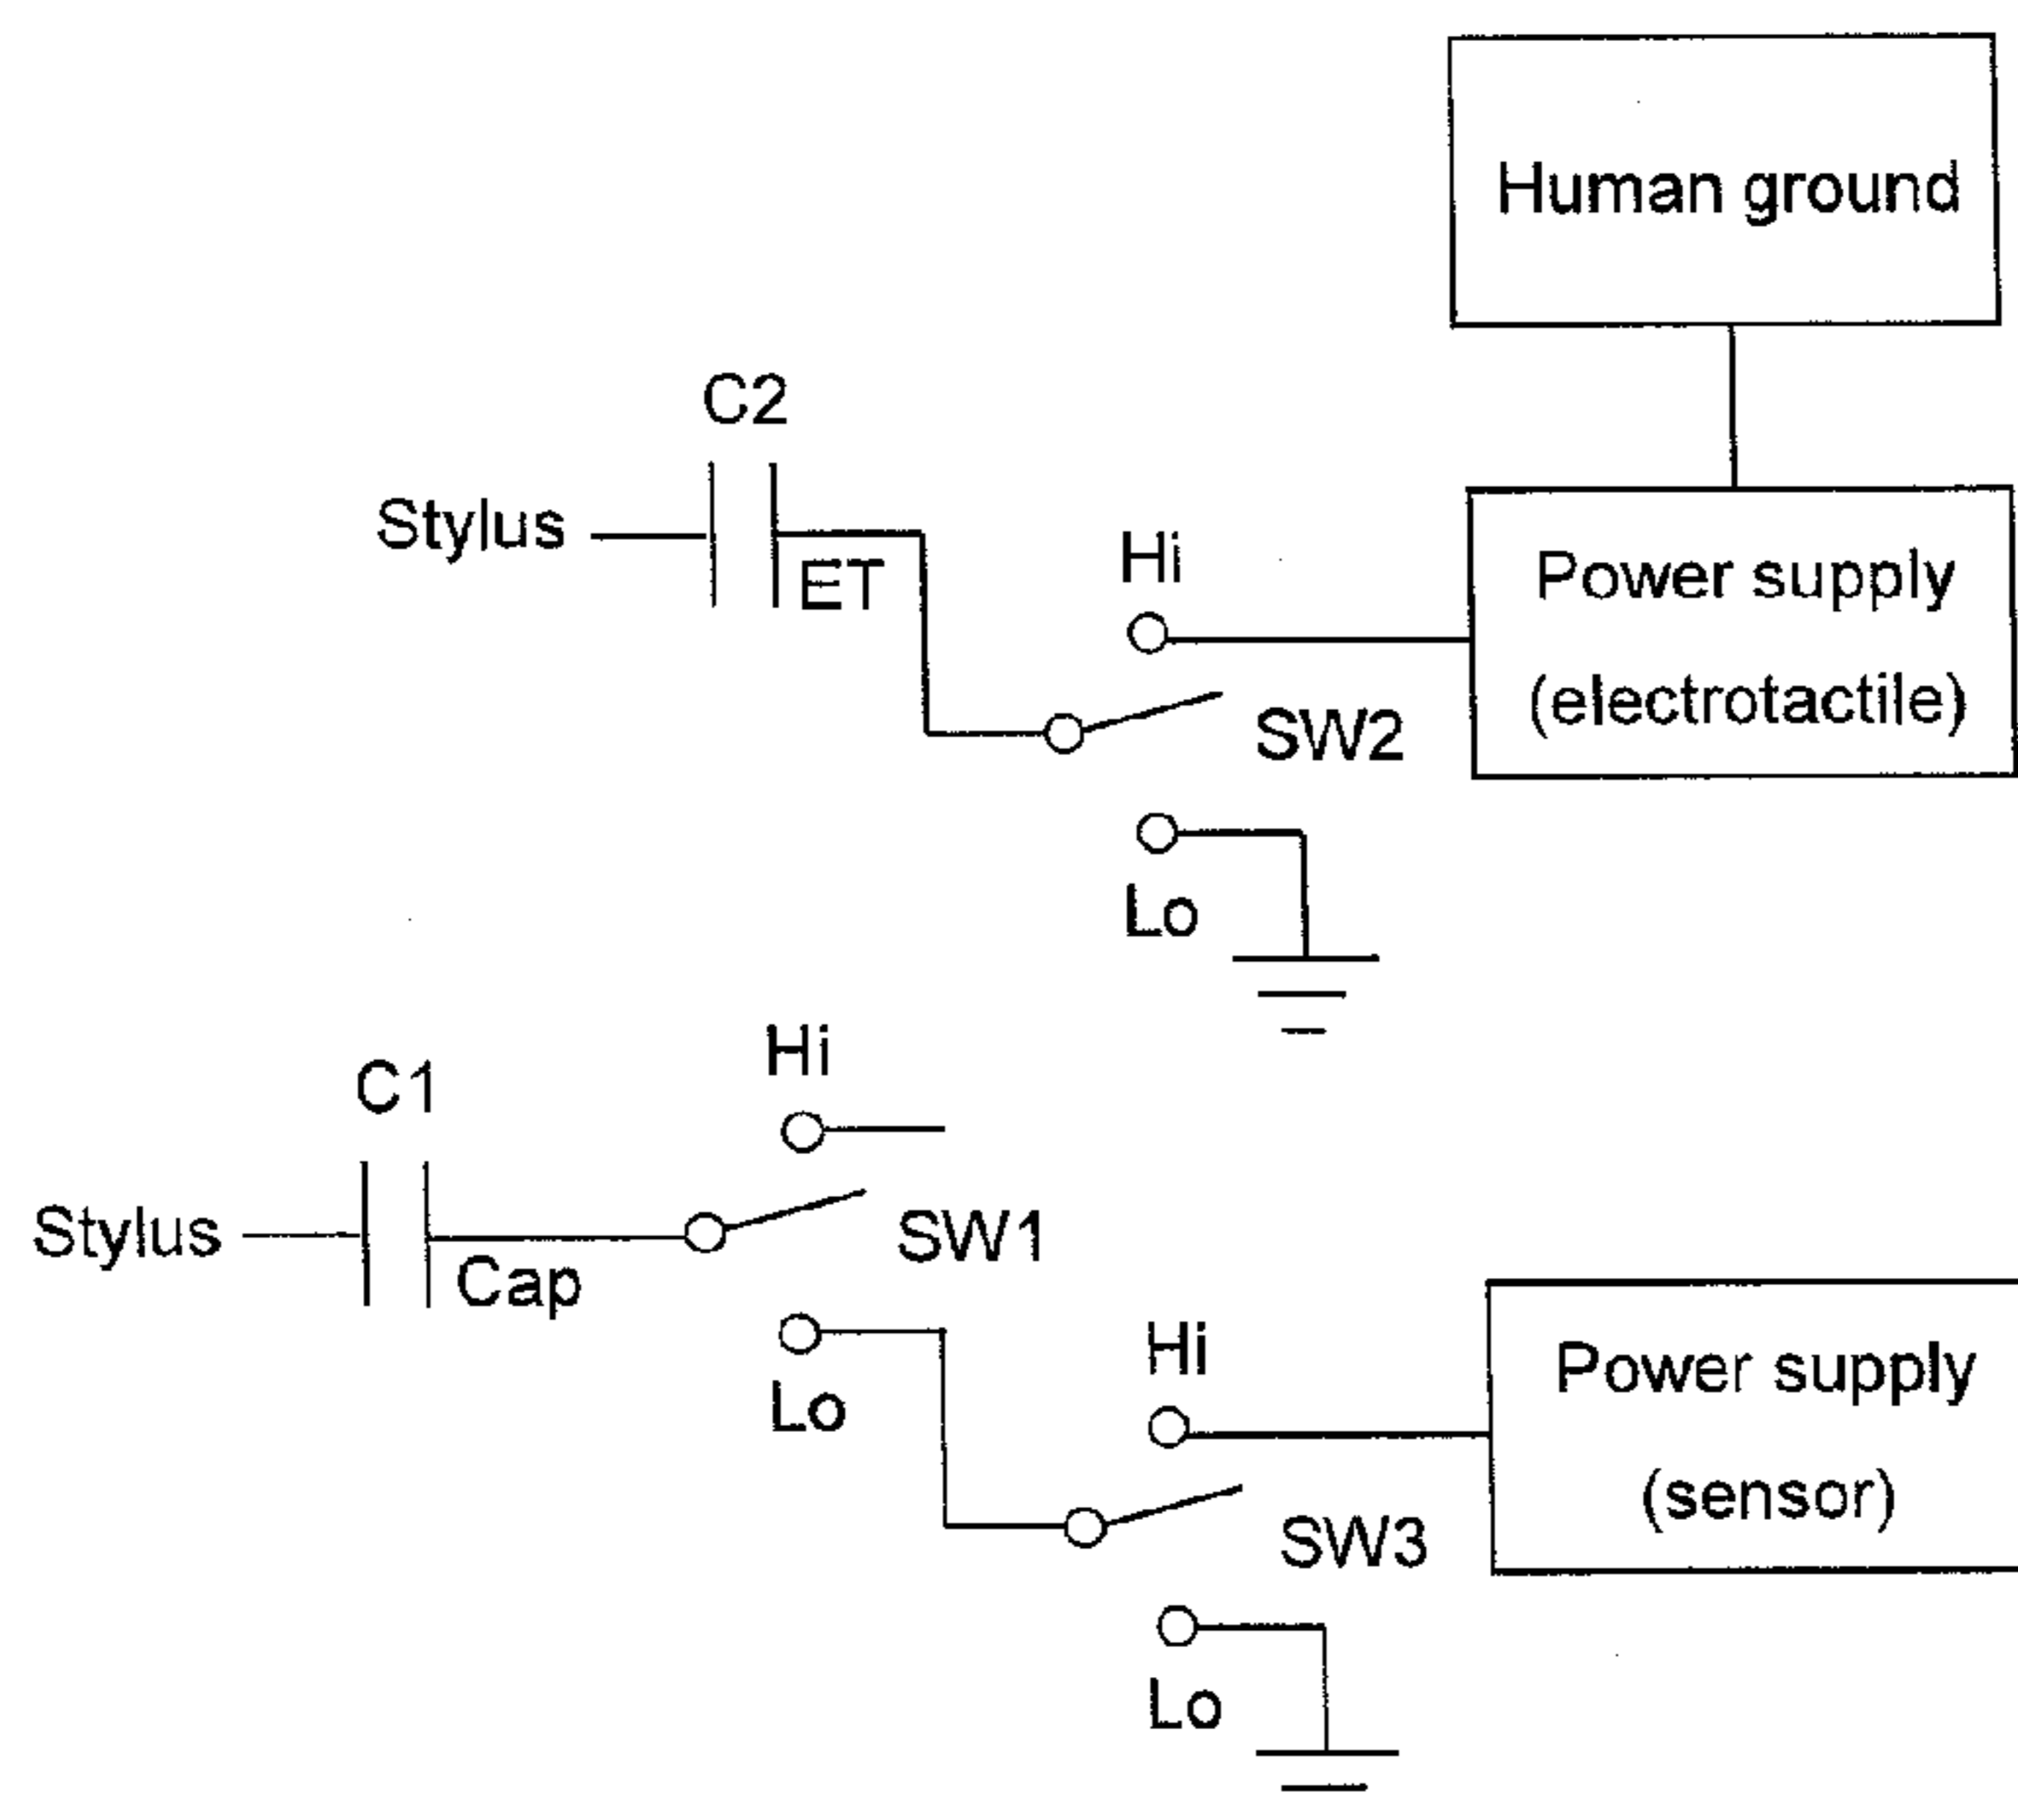 Human ground
C2
Stylus
ET
Hi
Power supply
(electrotactile)
SW2
Lo
Hi
C1
Stylus
Cap
SW1
Lo
Hi
Power supply
(sensor)
SW3
Lo